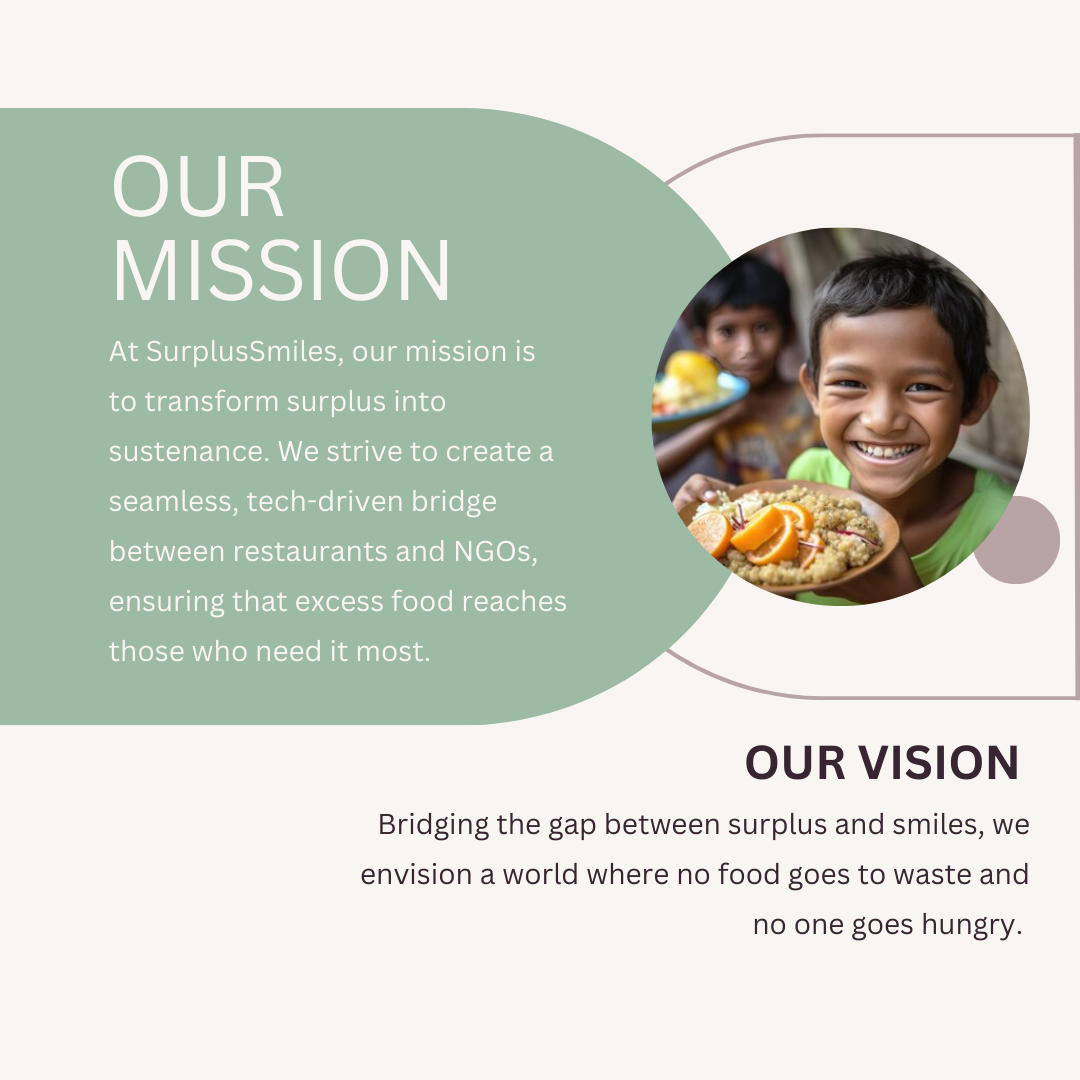 OUR
MISSION
At SurplusSmiles, our mission is
to transform surplus into
sustenance. We strive to create a
seamless, tech-driven bridge
between restaurants and NGOs,
ensuring that excess food reaches
those who need it most.
OUR VISION
Bridging the gap between surplus and smiles, we
envision a world where no food goes to waste and
no one goes hungry.